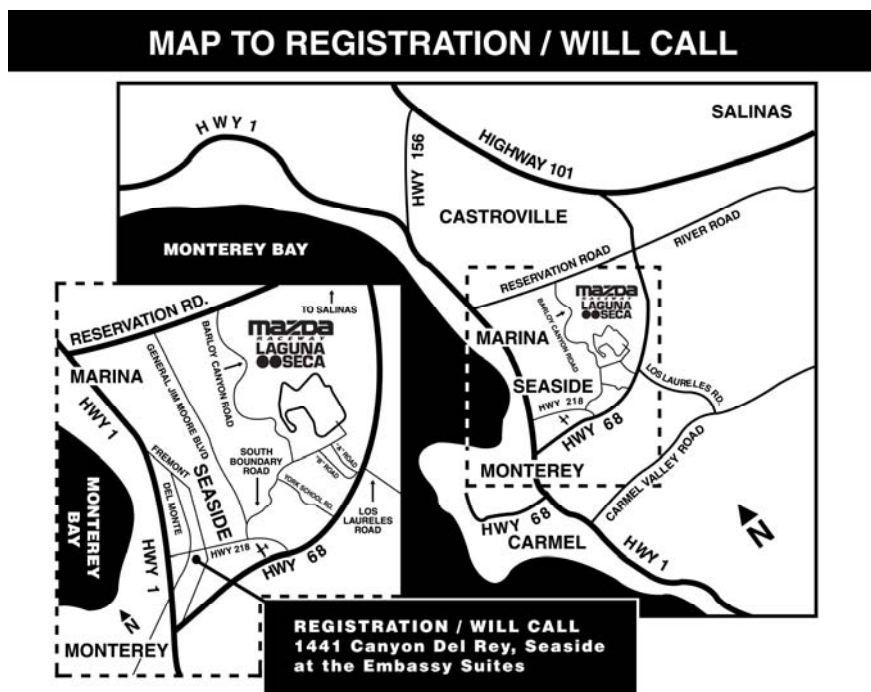 MAP TO REGISTRATION / WILL CALL
HWY 1
HWY 156
HIGHWAY 101
SALINAS
CASTROVILLE
MONTEREY BAY
RESERVATION ROAD
RIVER ROAD
BARLOY CANYON ROAD
mazda
RACEWAY
LAGUNA
SECA
MARINA
SEASIDE
HWY 218
HWY 68
LOS LAURELES RD.
MONTEREY
CARMEL VALLEY ROAD
HWY 68
CARMEL
HWY 1
N
TO SALINAS
RESERVATION RD.
mazda
RACEWAY
LAGUNA
SECA
BARLOY CANYON ROAD
GENERAL JIM MOORE BLVD
MARINA
HWY 1
FREMONT
SEASIDE
DEL MONTE
SOUTH
BOUNDARY
ROAD
"A" ROAD
"B" ROAD
YORK SCHOOL RD.
LOS
LAURELES
ROAD
MONTEREY
BAY
HWY 1
HWY 218
HWY 68
N
MONTEREY
REGISTRATION / WILL CALL
1441 Canyon Del Rey, Seaside
at the Embassy Suites